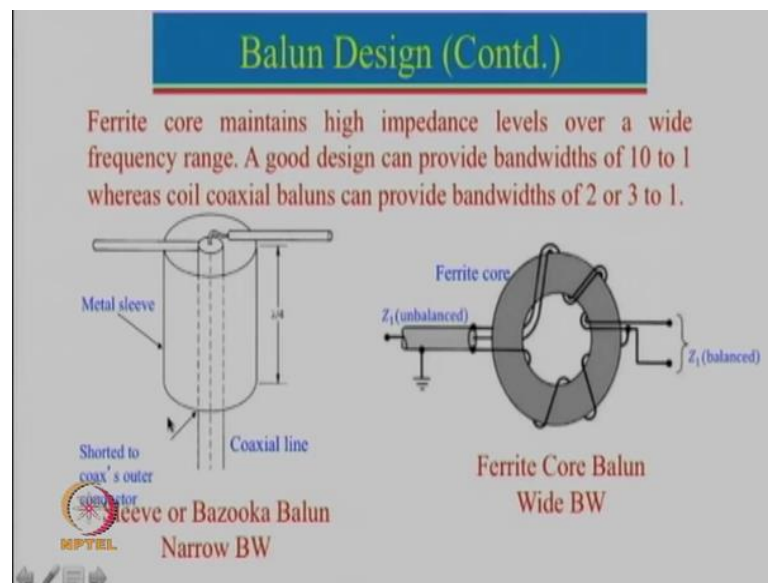 Balun Design (Contd.)
Ferrite core maintains high impedance levels over a wide
frequency range. A good design can provide bandwidths of 10 to 1
whereas coil coaxial baluns can provide bandwidths of 2 or 3 to 1.
Metal sleeve
λ/4
Shorted to
coax's outer
conductor
Coaxial line
Sleeve or Bazooka Balun
Narrow BW
Ferrite core
Z₁(unbalanced)
Z₁(balanced)
Ferrite Core Balun
Wide BW
NPTEL